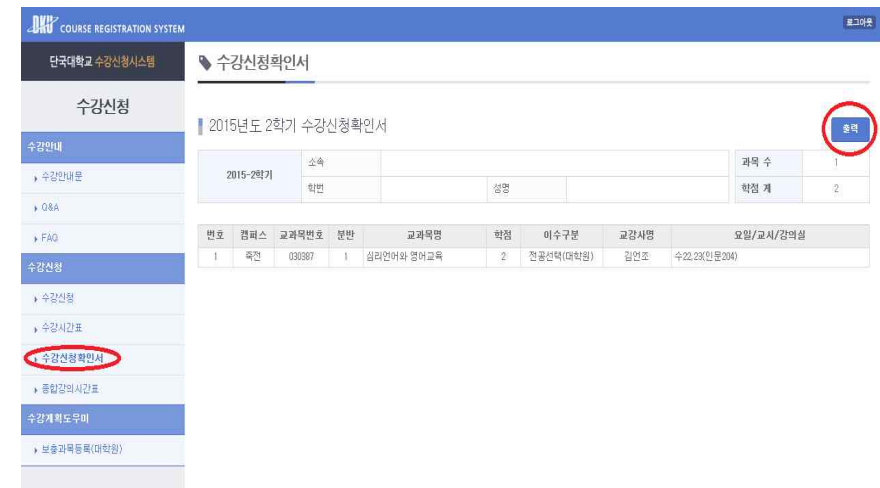 DKU COURSE REGISTRATION SYSTEM
로그아웃
단국대학교 수강신청시스템
수강신청
수강안내
수강안내문
Q&A
FAQ
수강신청
수강신청
수강시간표
수강신청확인서
종합강의시간표
수강계획도우미
보충과목등록(대학원)
수강신청확인서
2015년도 2학기 수강신청확인서
출력
2015-2학기 소속 과목 수 1
학번 성명 학점 계 2
번호 캠퍼스 교과목번호 분반 교과목명 학점 이수구분 교강사명 요일/교시/강의실
1 죽전 030387 1 심리언어와 영어교육 2 전공선택(대학원) 김언조 수22,23(인문204)